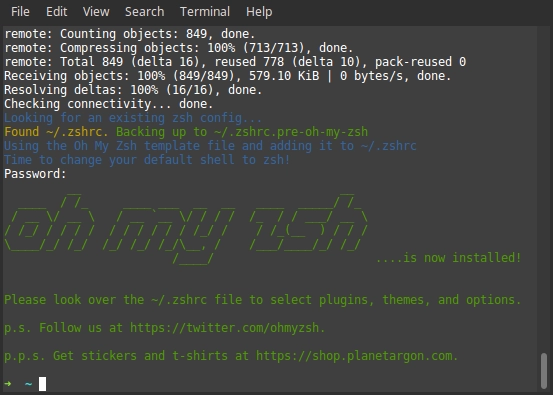 File Edit View Search Terminal Help
remote: Counting objects: 849, done.
remote: Compressing objects: 100% (713/713), done.
remote: Total 849 (delta 16), reused 778 (delta 10), pack-reused 0
Receiving objects: 100% (849/849), 579.10 KiB | 0 bytes/s, done.
Resolving deltas: 100% (16/16), done.
Checking connectivity... done.
Looking for an existing zsh config...
Found ~/.zshrc. Backing up to ~/.zshrc.pre-oh-my-zsh
Using the Oh My Zsh template file and adding it to ~/.zshrc
Time to change your default shell to zsh!
Password:
oh my zsh
....is now installed!
Please look over the ~/.zshrc file to select plugins, themes, and options.
p.s. Follow us at https://twitter.com/ohmyzsh.
p.p.s. Get stickers and t-shirts at https://shop.planetargon.com.
➜ ~